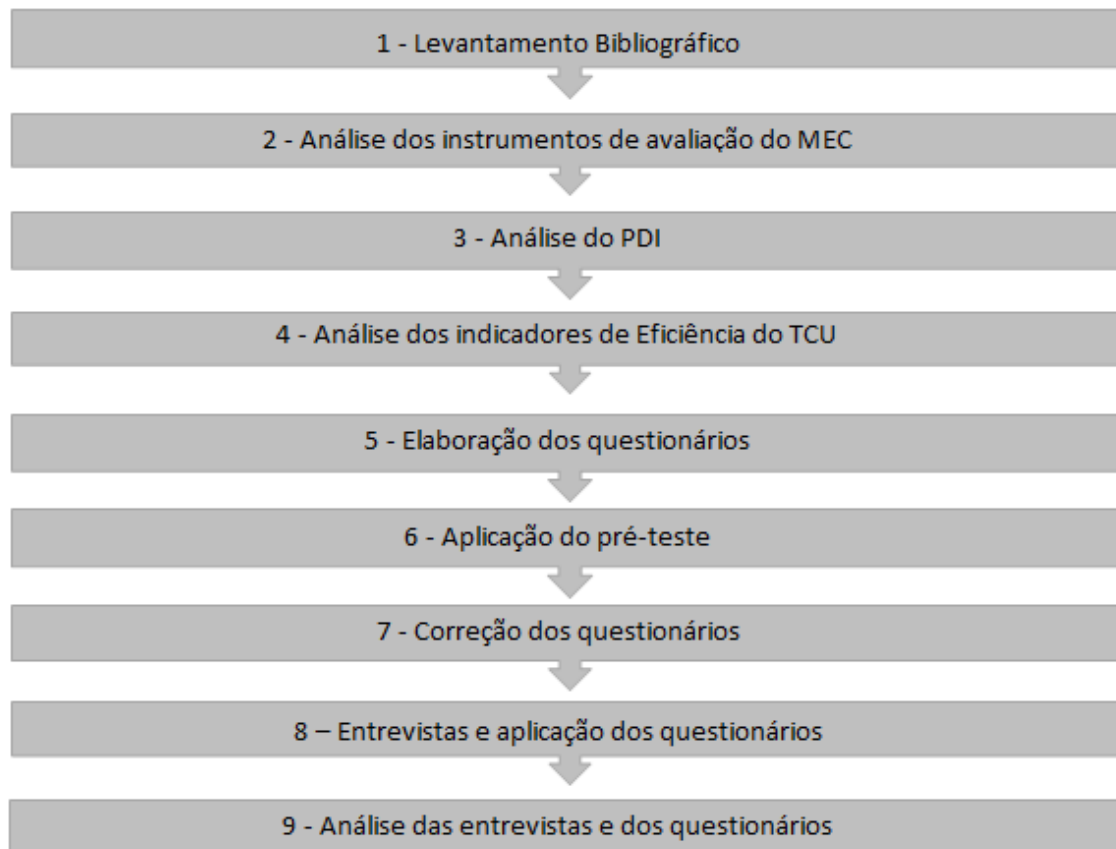 1 - Levantamento Bibliográfico
2 - Análise dos instrumentos de avaliação do MEC
3 - Análise do PDI
4 - Análise dos indicadores de Eficiência do TCU
5 - Elaboração dos questionários
6 - Aplicação do pré-teste
7 - Correção dos questionários
8 – Entrevistas e aplicação dos questionários
9 - Análise das entrevistas e dos questionários